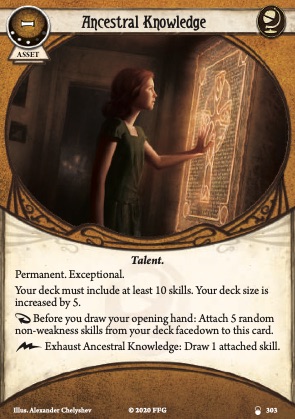 Ancestral Knowledge
ASSET
Talent.
Permanent. Exceptional.
Your deck must include at least 10 skills. Your deck size is
increased by 5.
Before you draw your opening hand: Attach 5 random
non-weakness skills from your deck facedown to this card.
Exhaust Ancestral Knowledge: Draw 1 attached skill.
Illus. Alexander Chelyshev © 2020 FFG 303